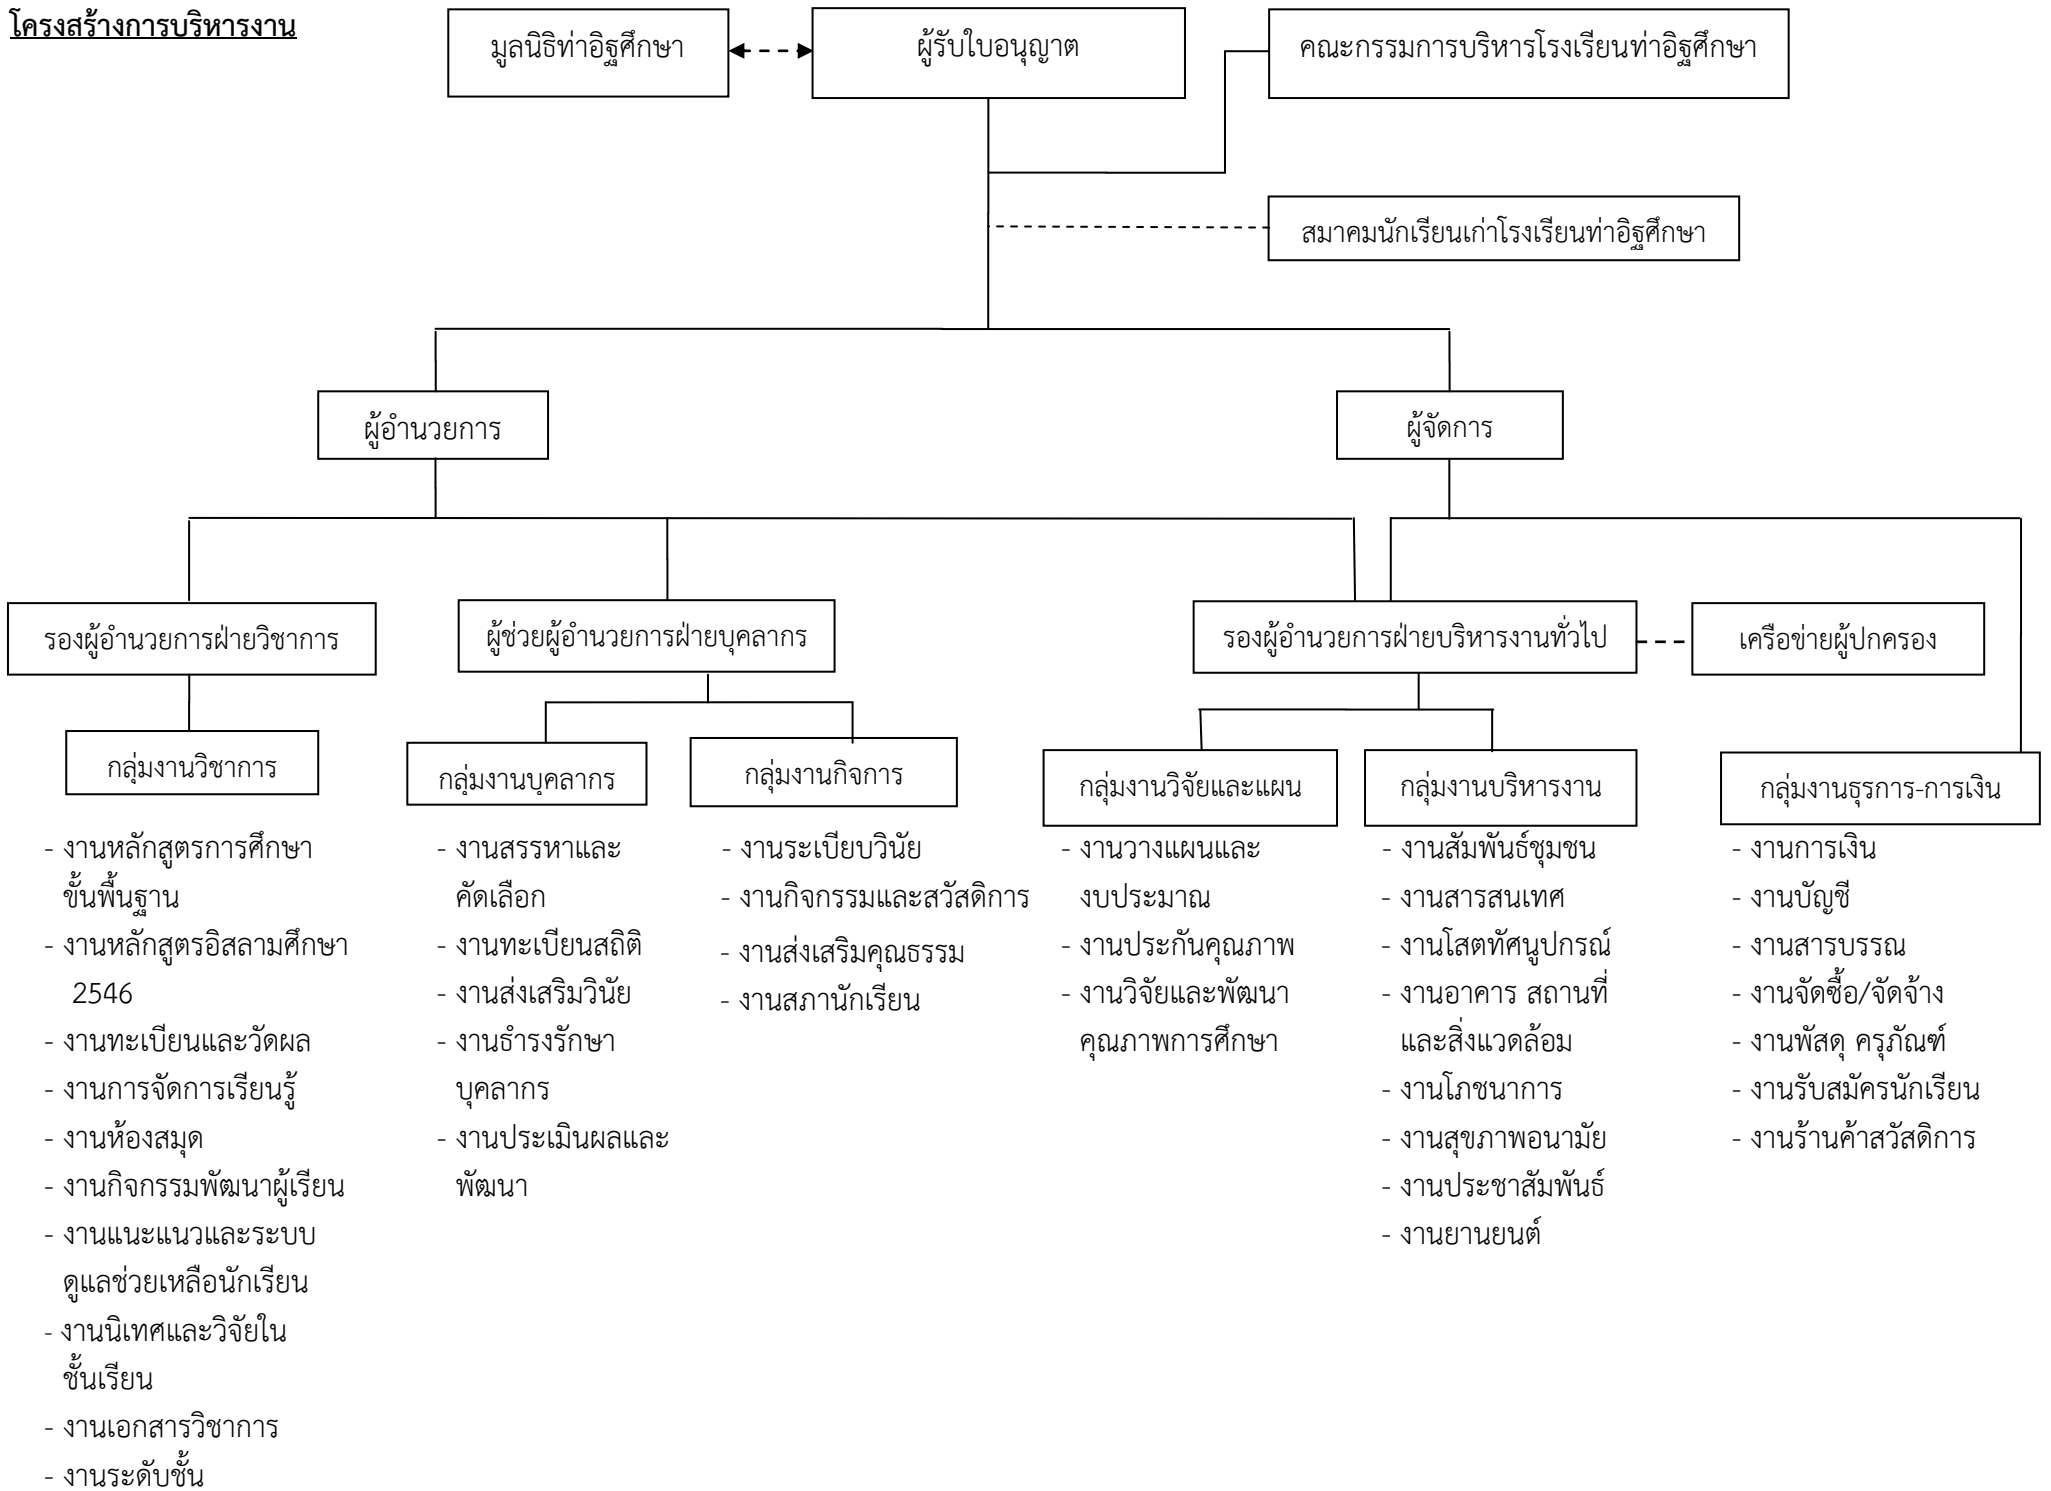 โครงสร้างการบริหารงาน
มูลนิธิท่าอิฐศึกษา
ผู้รับใบอนุญาต
คณะกรรมการบริหารโรงเรียนท่าอิฐศึกษา
สมาคมนักเรียนเก่าโรงเรียนท่าอิฐศึกษา
ผู้อำนวยการ
ผู้จัดการ
รองผู้อำนวยการฝ่ายวิชาการ
ผู้ช่วยผู้อำนวยการฝ่ายบุคลากร
รองผู้อำนวยการฝ่ายบริหารงานทั่วไป
เครือข่ายผู้ปกครอง
กลุ่มงานวิชาการ
- งานหลักสูตรการศึกษา
ขั้นพื้นฐาน
- งานหลักสูตรอิสลามศึกษา
2546
- งานทะเบียนและวัดผล
- งานการจัดการเรียนรู้
- งานห้องสมุด
- งานกิจกรรมพัฒนาผู้เรียน
- งานแนะแนวและระบบ
ดูแลช่วยเหลือนักเรียน
- งานนิเทศและวิจัยใน
ชั้นเรียน
- งานเอกสารวิชาการ
- งานระดับชั้น
กลุ่มงานบุคลากร
- งานสรรหาและ
คัดเลือก
- งานทะเบียนสถิติ
- งานส่งเสริมวินัย
- งานธำรงรักษา
บุคลากร
- งานประเมินผลและ
พัฒนา
กลุ่มงานกิจการ
- งานระเบียบวินัย
- งานกิจกรรมและสวัสดิการ
- งานส่งเสริมคุณธรรม
- งานสภานักเรียน
กลุ่มงานวิจัยและแผน
- งานวางแผนและ
งบประมาณ
- งานประกันคุณภาพ
- งานวิจัยและพัฒนา
คุณภาพการศึกษา
กลุ่มงานบริหารงาน
- งานสัมพันธ์ชุมชน
- งานสารสนเทศ
- งานโสตทัศนูปกรณ์
- งานอาคาร สถานที่
และสิ่งแวดล้อม
- งานโภชนาการ
- งานสุขภาพอนามัย
- งานประชาสัมพันธ์
- งานยานยนต์
กลุ่มงานธุรการ-การเงิน
- งานการเงิน
- งานบัญชี
- งานสารบรรณ
- งานจัดซื้อ/จัดจ้าง
- งานพัสดุ ครุภัณฑ์
- งานรับสมัครนักเรียน
- งานร้านค้าสวัสดิการ